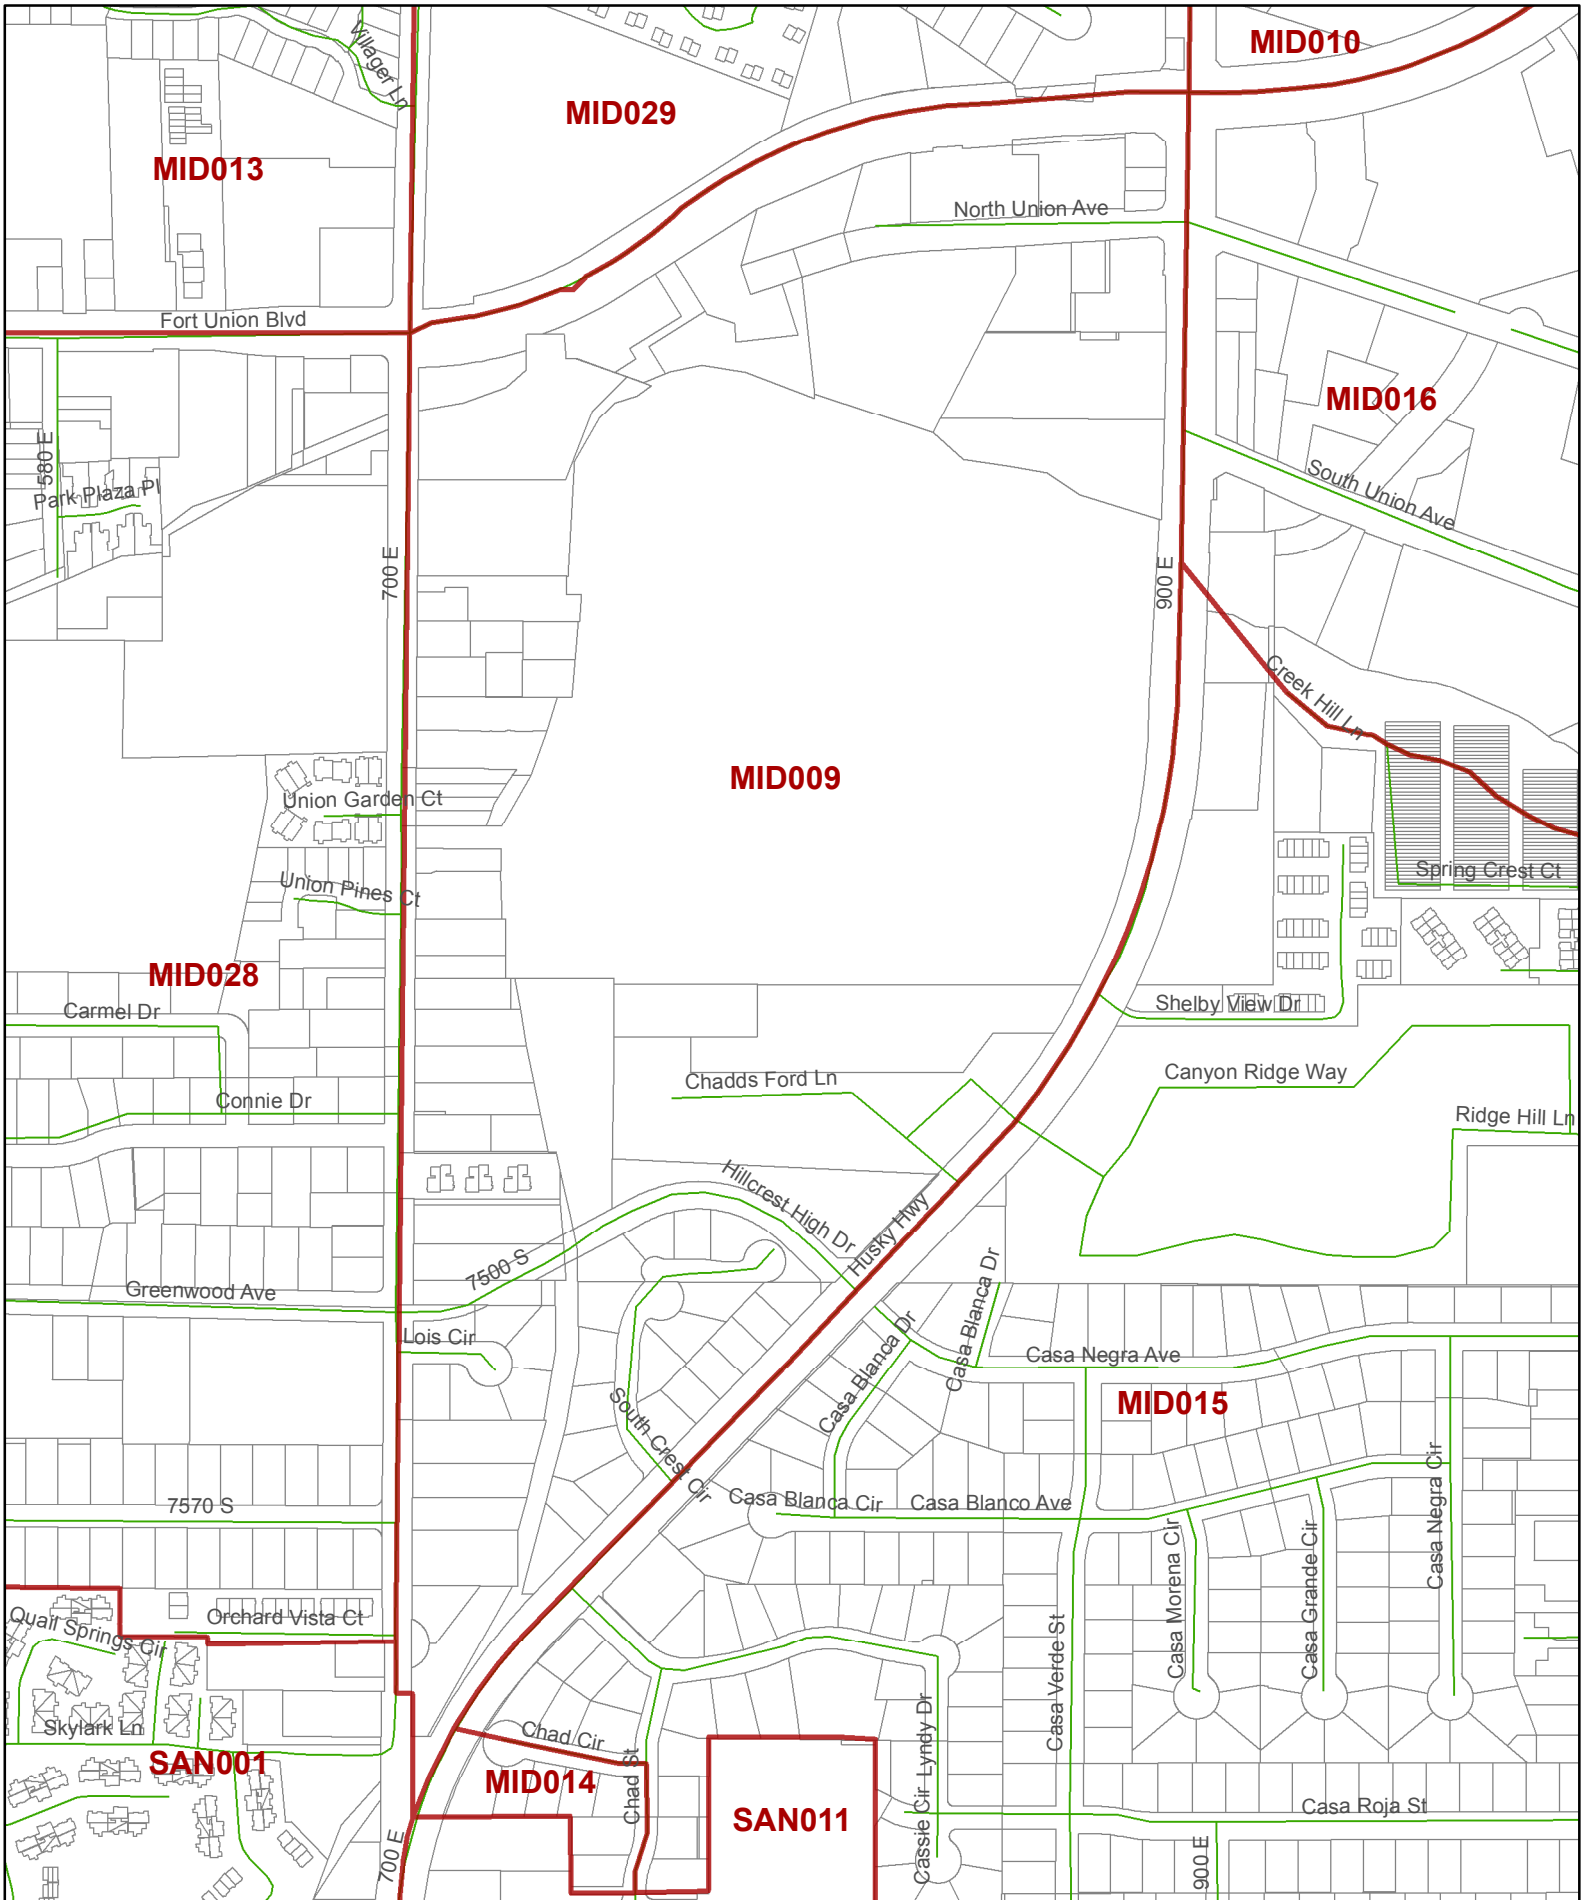 Villager Ln
MID010
MID029
MID013
North Union Ave
Fort Union Blvd
MID016
580 E
Park Plaza Pl
South Union Ave
700 E
900 E
Creek Hill Ln
MID009
Union Garden Ct
Spring Crest Ct
Union Pines Ct
MID028
Carmel Dr
Shelby View Dr
Chadds Ford Ln
Canyon Ridge Way
Connie Dr
Ridge Hill Ln
Hillcrest High Dr
Husky Hwy
7500 S
Greenwood Ave
Casa Blanca Dr
Lois Cir
Casa Blanca Dr
Casa Negra Ave
MID015
South Crest Cir
7570 S
Casa Blanca Cir
Casa Blanco Ave
Casa Negra Cir
Casa Morena Cir
Casa Grande Cir
Quail Springs Cir
Orchard Vista Ct
Casa Verde St
Skylark Ln
Chad Cir
Lyndy Dr
SAN001
MID014
Chad St
SAN011
Casa Roja St
Cassie Cir
700 E
900 E